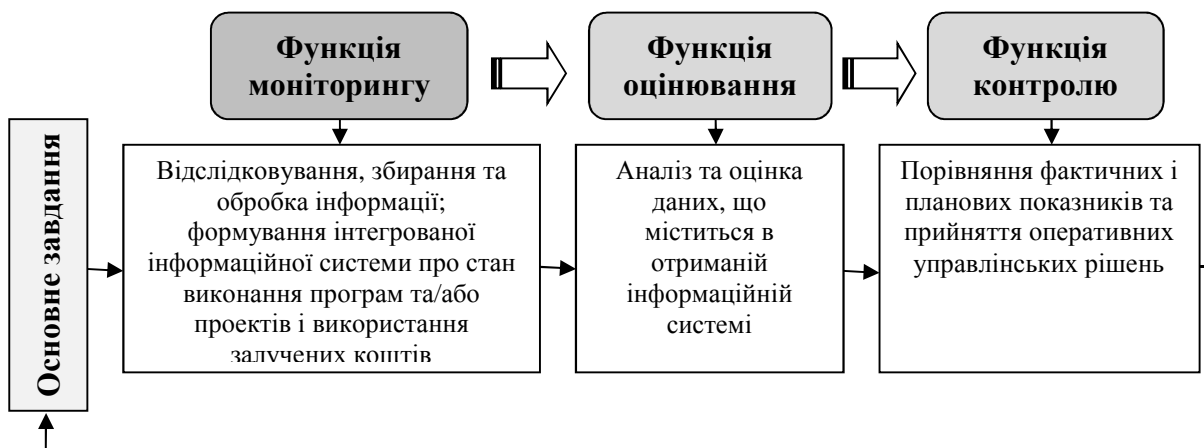 Функція
моніторингу
Функція
оцінювання
Функція
контролю
Основне завдання
Відслідковування, збирання та
обробка інформації;
формування інтегрованої
інформаційної системи про стан
виконання програм та/або
проектів і використання
залучених коштів
Аналіз та оцінка
даних, що
міститься в
отриманій
інформаційній
системі
Порівняння фактичних і
планових показників та
прийняття оперативних
управлінських рішень